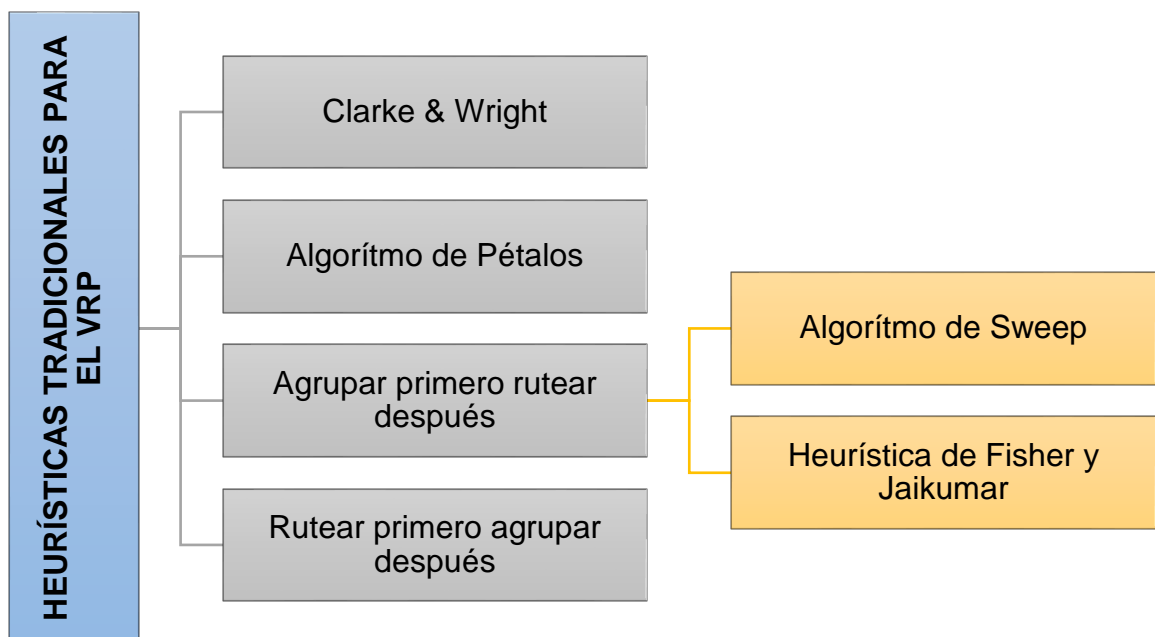 HEURÍSTICAS TRADICIONALES PARA
EL VRP
Clarke & Wright
Algorítmo de Pétalos
Agrupar primero rutear
después
Rutear primero agrupar
después
Algorítmo de Sweep
Heurística de Fisher y
Jaikumar